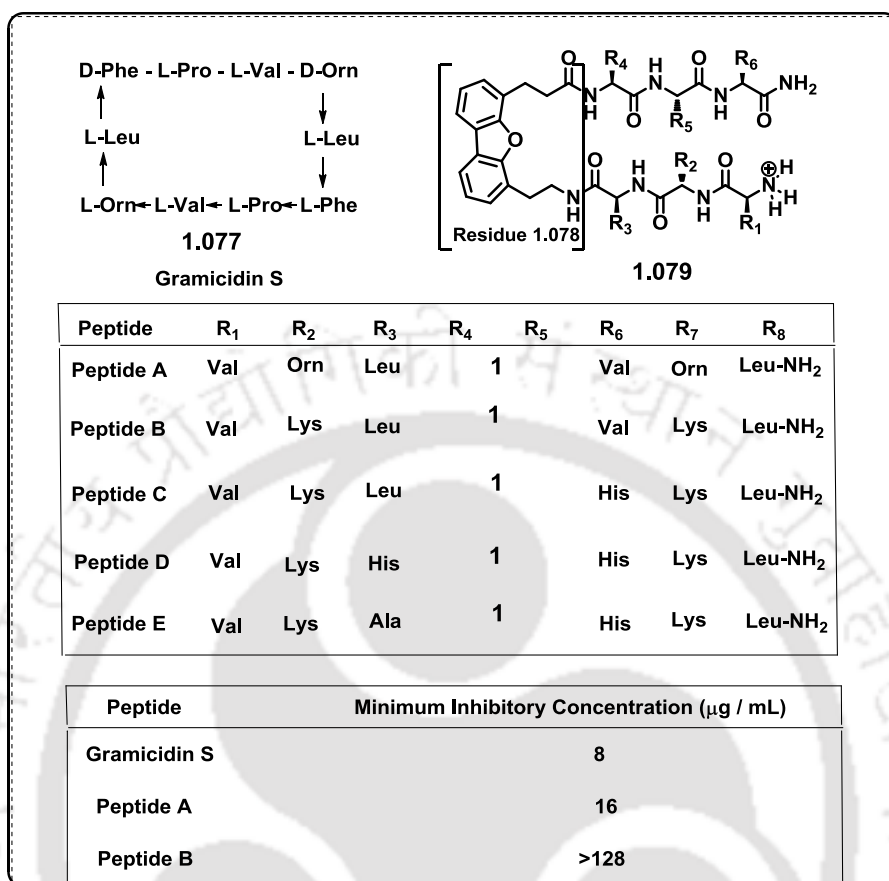 D-Phe - L-Pro - L-Val - D-Orn
L-Leu L-Leu
L-Orn L-Val L-Pro L-Phe
1.077
Gramicidin S
O R4 H O R6
N H N H NH2
O R5 O
O
O H R2 O H
N H N O N H N H
R3 R1
Residue 1.078
1.079
Peptide R1 R2 R3 R4 R5 R6 R7 R8
Peptide A Val Orn Leu 1 Val Orn Leu-NH2
Peptide B Val Lys Leu 1 Val Lys Leu-NH2
Peptide C Val Lys Leu 1 His Lys Leu-NH2
Peptide D Val Lys His 1 His Lys Leu-NH2
Peptide E Val Lys Ala 1 His Lys Leu-NH2
Peptide Minimum Inhibitory Concentration (μg / mL)
Gramicidin S 8
Peptide A 16
Peptide B >128